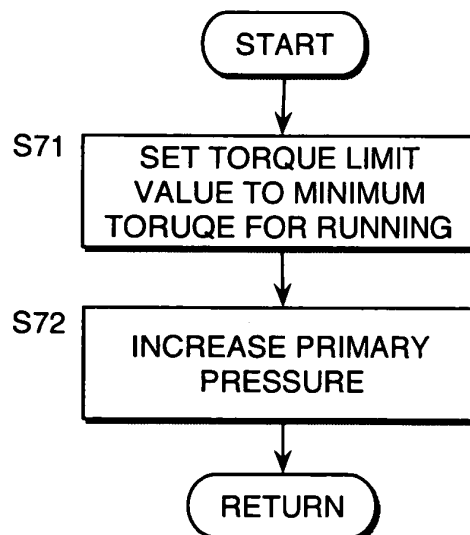 START
S71
SET TORQUE LIMIT
VALUE TO MINIMUM
TORUQE FOR RUNNING
S72
INCREASE PRIMARY
PRESSURE
RETURN